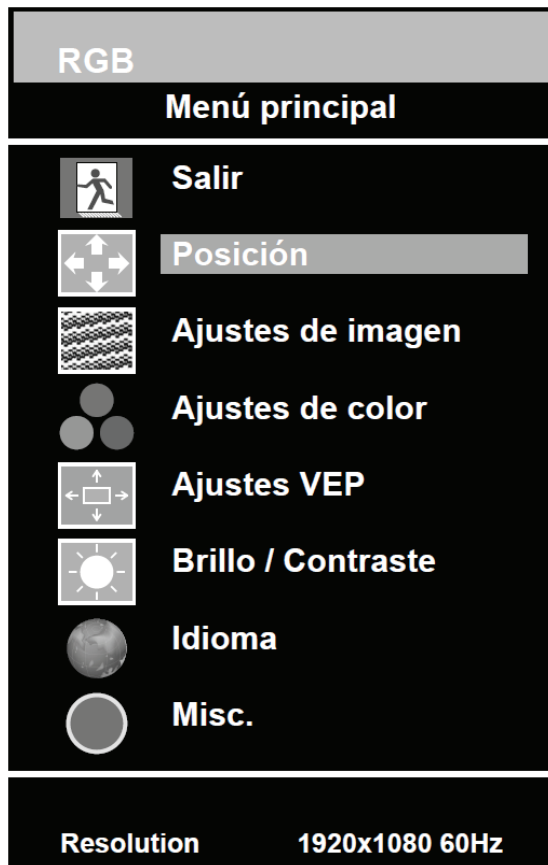 RGB
Menú principal
Salir
Posición
Ajustes de imagen
Ajustes de color
Ajustes VEP
Brillo / Contraste
Idioma
Misc.
Resolution 1920x1080 60Hz